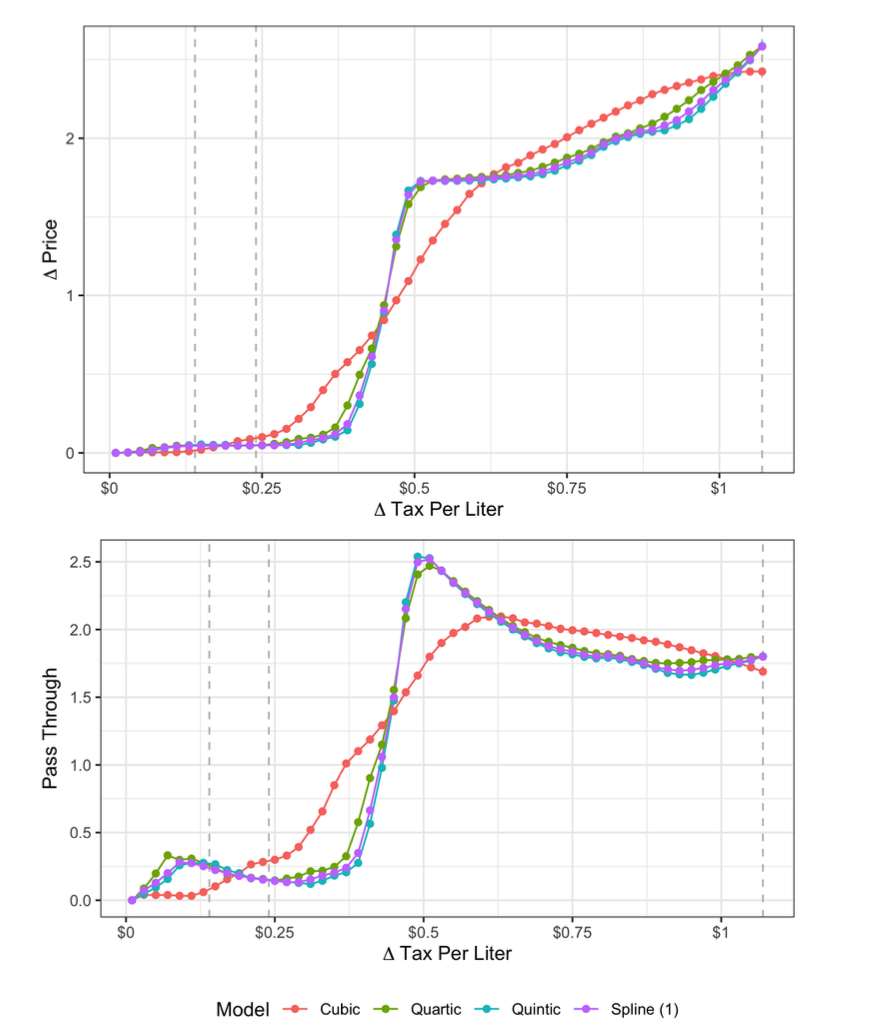 Δ Price
2
1
0
$0 $0.25 $0.5 $0.75 $1
Δ Tax Per Liter
Pass Through
2.5
2.0
1.5
1.0
0.5
0.0
$0 $0.25 $0.5 $0.75 $1
Δ Tax Per Liter
Model Cubic Quartic Quintic Spline (1)